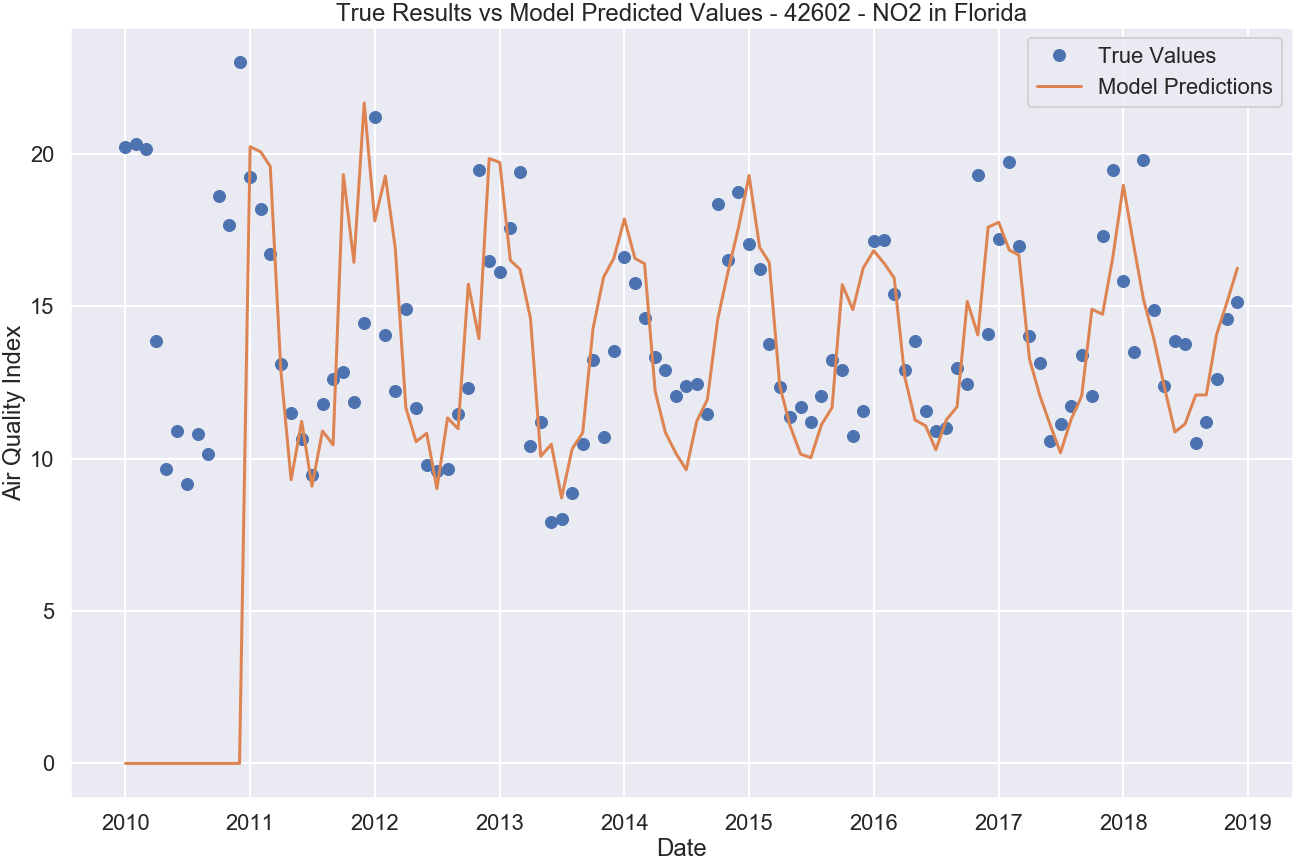 True Results vs Model Predicted Values - 42602 - NO2 in Florida
True Values
Model Predictions
Air Quality Index
20
15
10
5
0
2010 2011 2012 2013 2014 2015 2016 2017 2018 2019
Date